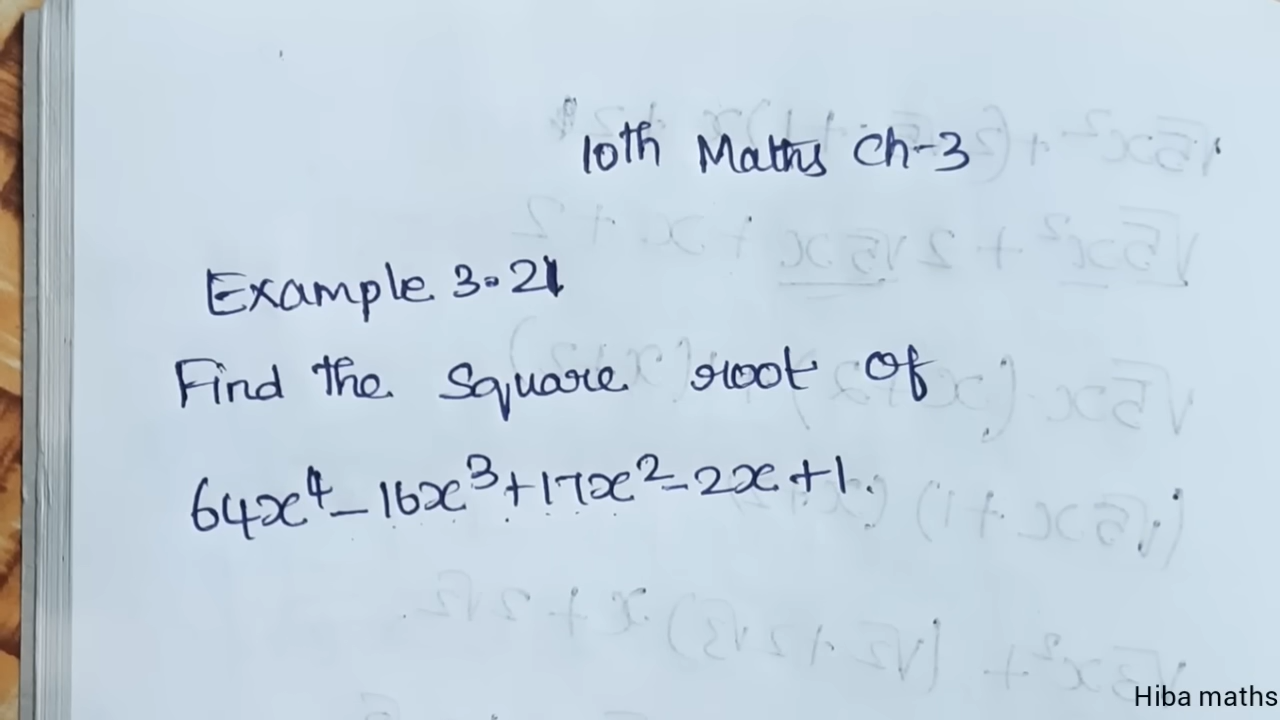 10th Maths Ch-3
Example 3.21
Find the square root of
64x⁴ - 16x³ + 17x² - 2x + 1.
Hiba maths